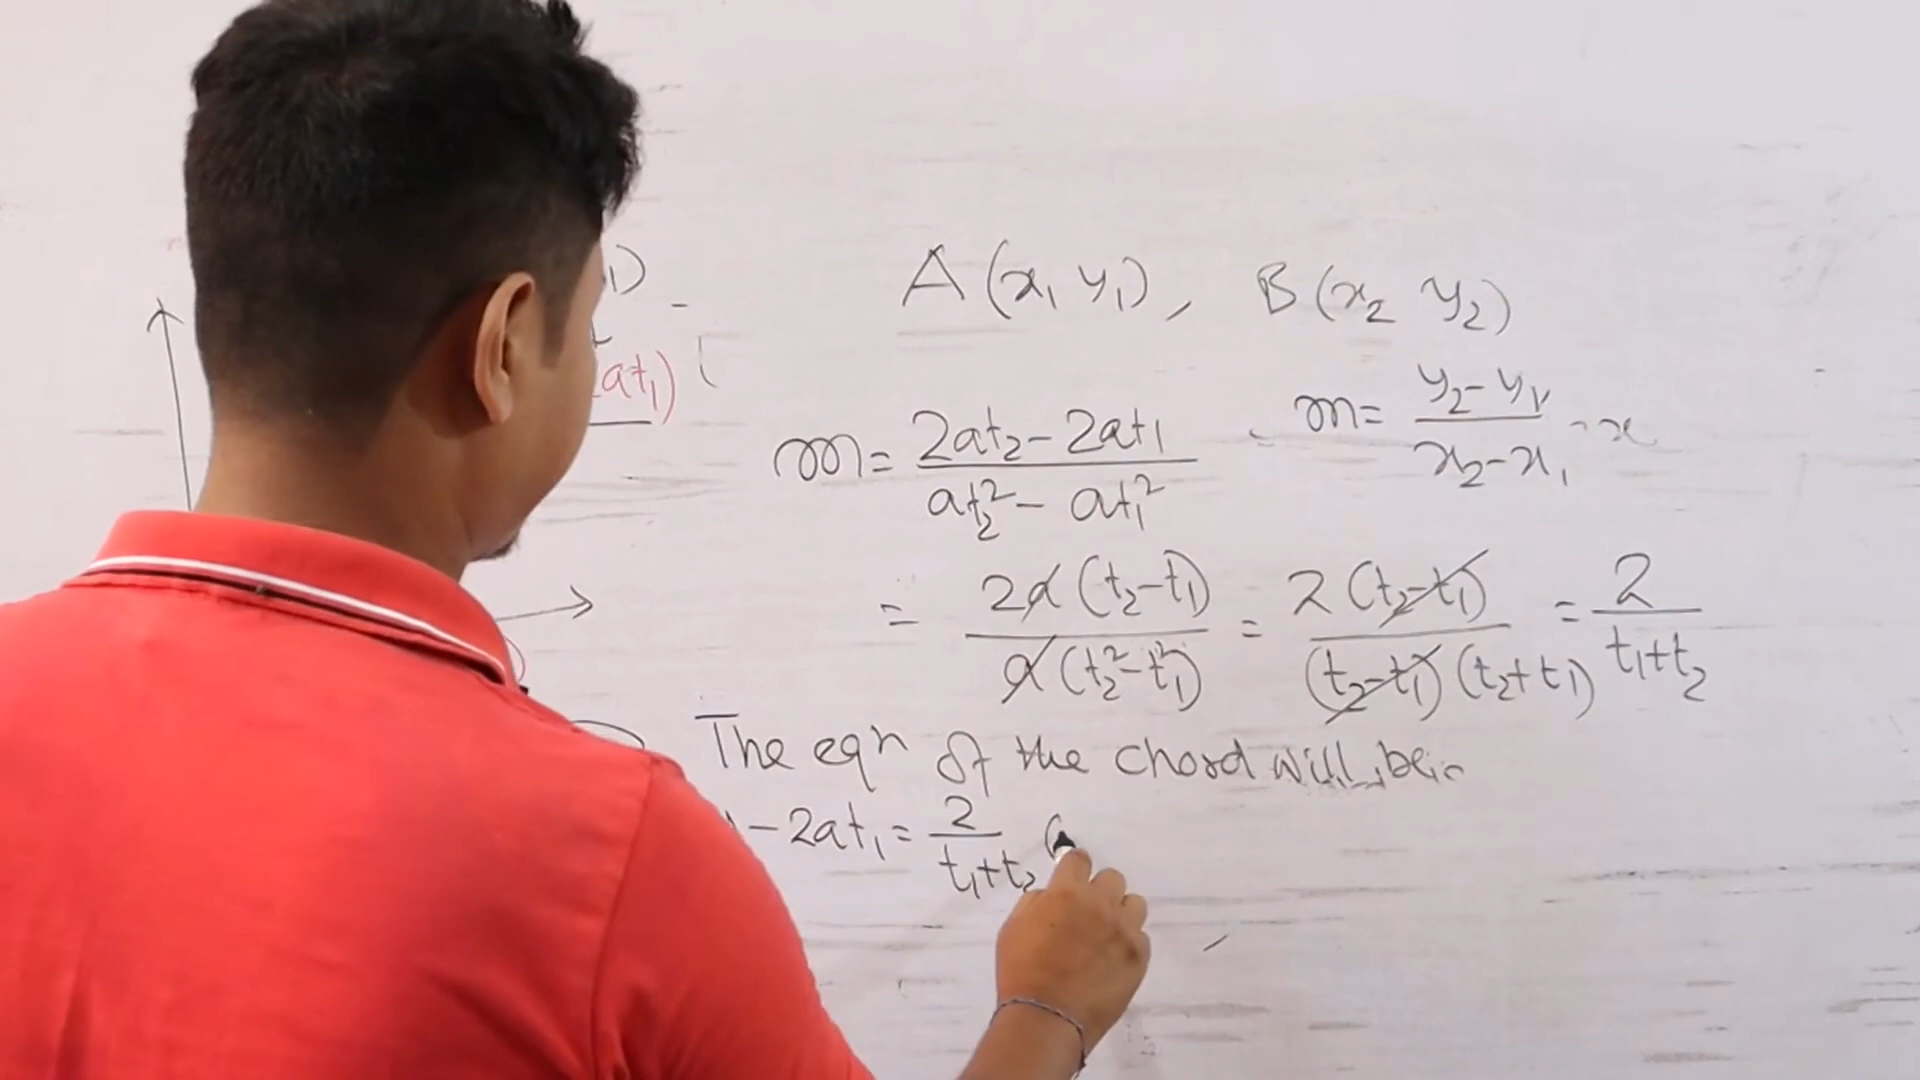 A (x₁ y₁), B (x₂ y₂)
at₁)
m = (2at₂ - 2at₁)/(at₂² - at₁²)
m = (y₂ - y₁)/(x₂ - x₁)
= 2a(t₂-t₁)/a(t₂²-t₁²) = 2(t₂-t₁)/(t₂-t₁)(t₂+t₁) = 2/(t₁+t₂)
The eqn of the chord will be
- 2at₁ = 2/(t₁+t₂) (